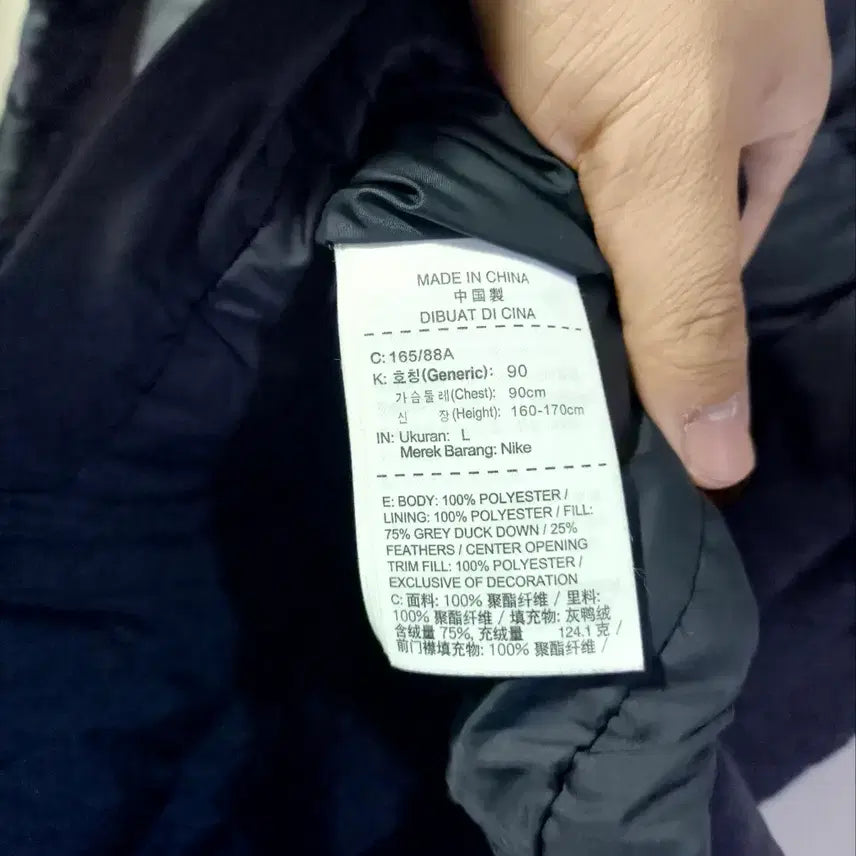 MADE IN CHINA
中国製
DIBUAT DI CINA
C: 165/88A
K: 호칭(Generic): 90
가슴둘레(Chest): 90cm
신 장(Height): 160-170cm
IN: Ukuran: L
Merek Barang: Nike
E: BODY: 100% POLYESTER /
LINING: 100% POLYESTER / FILL:
75% GREY DUCK DOWN / 25%
FEATHERS / CENTER OPENING
TRIM FILL: 100% POLYESTER /
EXCLUSIVE OF DECORATION
C: 面料: 100% 聚酯纤维 / 里料:
100% 聚酯纤维 / 填充物: 灰鸭绒
含绒量 75%, 充绒量 124.1 克 /
前门襟填充物: 100% 聚酯纤维 /